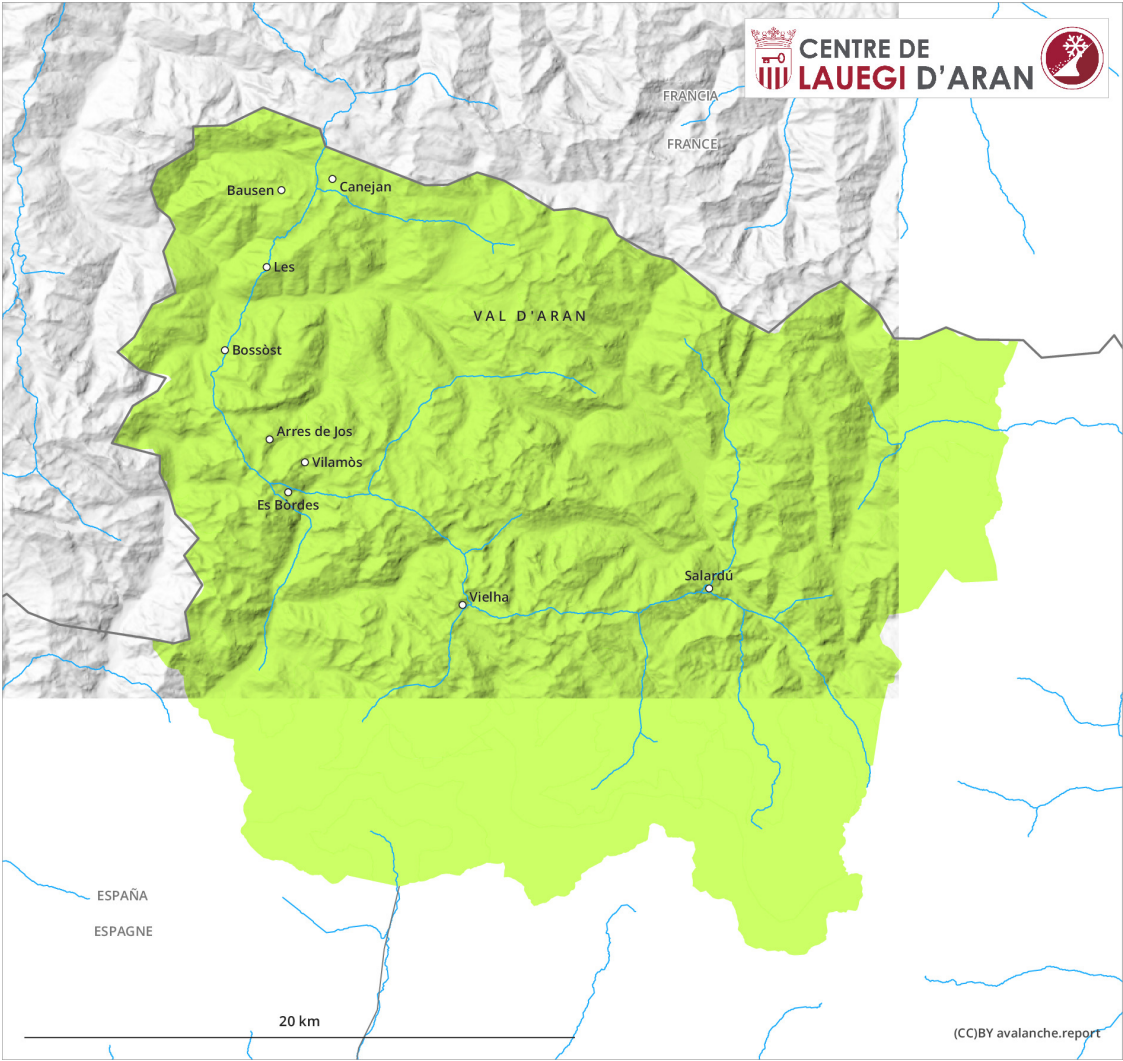 CENTRE DE
LAUEGI D'ARAN
FRANCIA
FRANCE
Bausen
Canejan
Les
VAL D'ARAN
Bossòst
Arres de Jos
Vilamòs
Es Bòrdes
Salardú
Vielha
ESPAÑA
ESPAGNE
20 km
(CC)BY avalanche.report